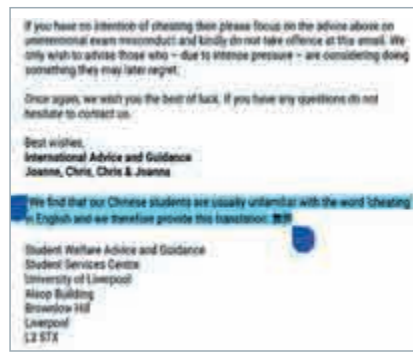 If you have no intention of cheating then please focus on the advice above on
unintentional exam misconduct and kindly do not take offence at this email. We
only wish to advise those who – due to intense pressure – are considering doing
something they may later regret.
Once again, we wish you the best of luck. If you have any questions do not
hesitate to contact us.
Best wishes,
International Advice and Guidance
Joanne, Chris, Chris & Joanna
We find that our Chinese students are usually unfamiliar with the word 'cheating'
in English and we therefore provide this translation:
Student Welfare Advice and Guidance
Student Services Centre
University of Liverpool
Alsop Building
Brownlow Hill
Liverpool